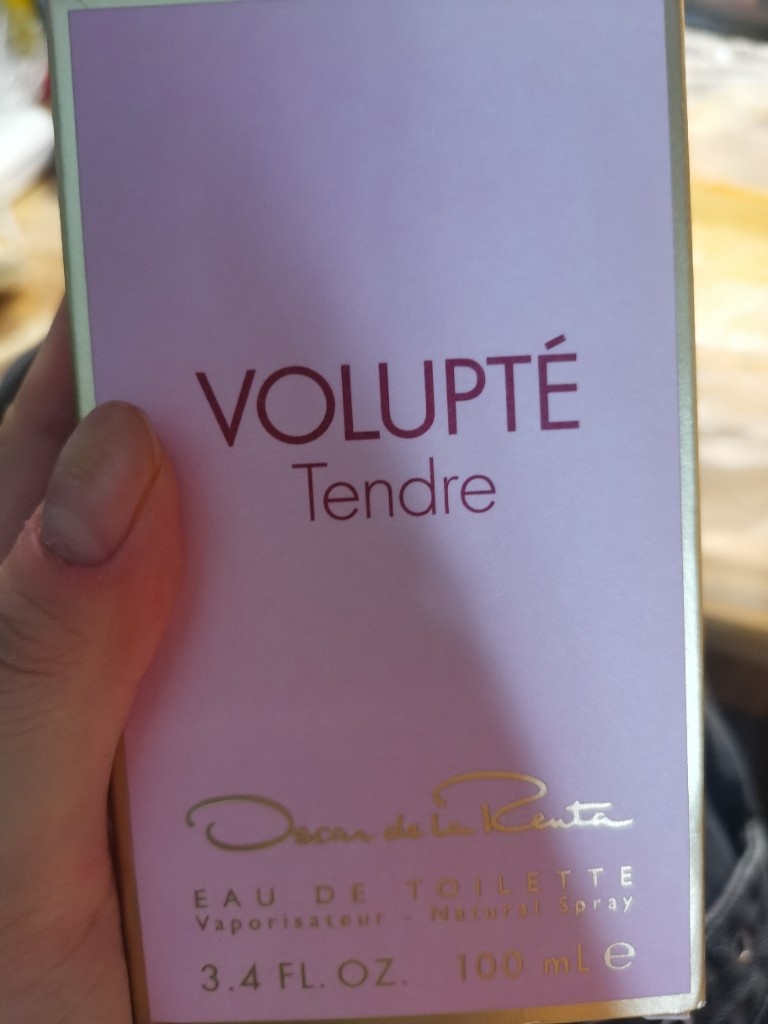 VOLUPTÉ
Tendre
Oscar de la Renta
EAU DE TOILETTE
Vaporisateur - Natural Spray
3.4 FL. OZ. 100 mL e